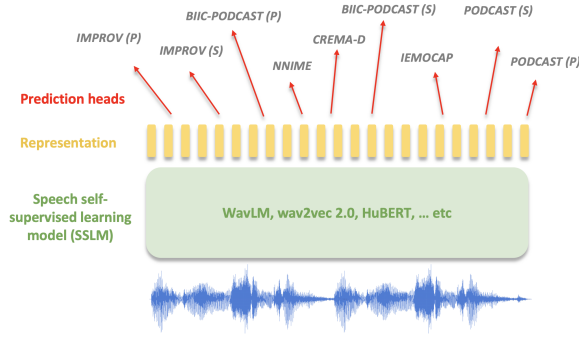 BIIC-PODCAST (P)
BIIC-PODCAST (S)
PODCAST (S)
IMPROV (P)
IMPROV (S)
CREMA-D
NNIME
IEMOCAP
PODCAST (P)
Prediction heads
Representation
Speech self-
supervised learning
model (SSLM)
WavLM, wav2vec 2.0, HuBERT, ... etc